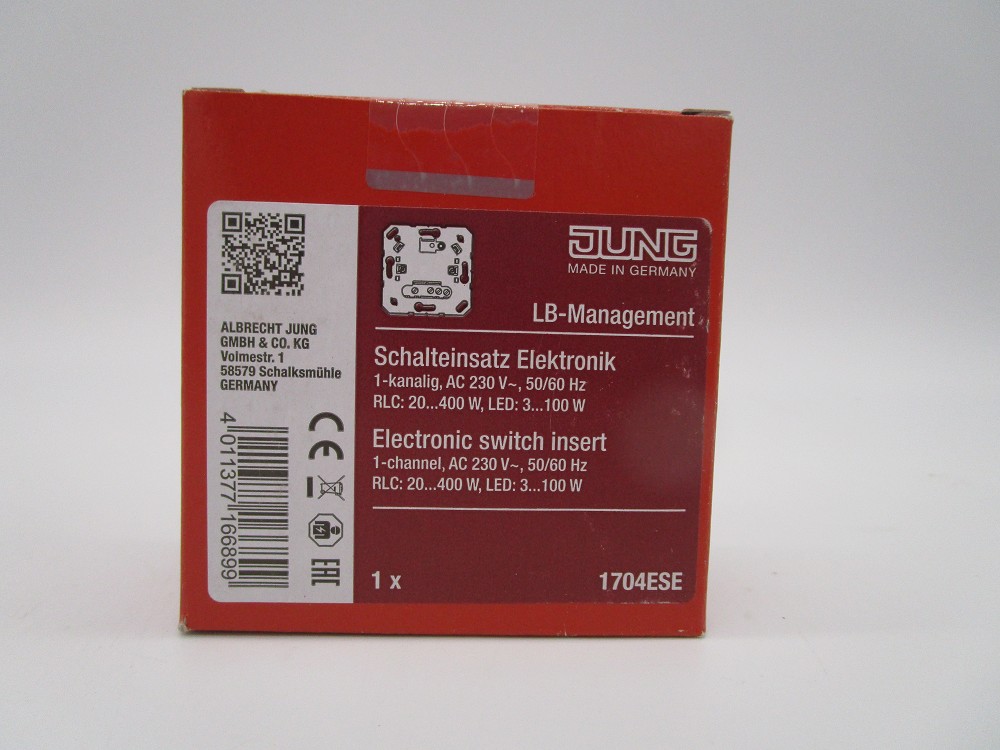 ALBRECHT JUNG
GMBH & CO. KG
Volmestr. 1
58579 Schalksmühle
GERMANY
4 011377 166899
CE
EAC
JUNG
MADE IN GERMANY
LB-Management
Schalteinsatz Elektronik
1-kanalig, AC 230 V~, 50/60 Hz
RLC: 20...400 W, LED: 3...100 W
Electronic switch insert
1-channel, AC 230 V~, 50/60 Hz
RLC: 20...400 W, LED: 3...100 W
1 x
1704ESE